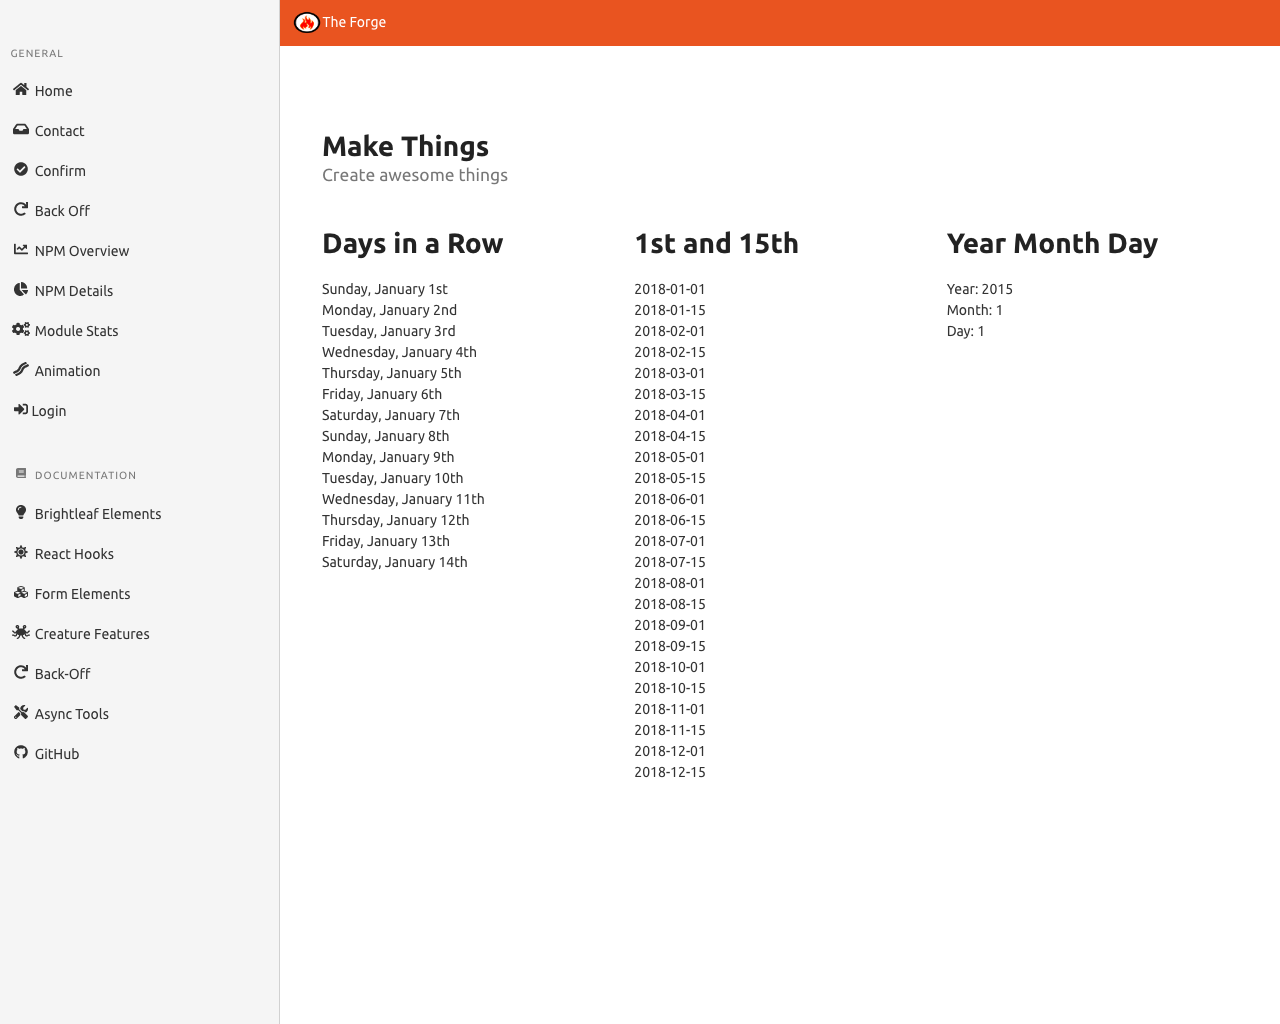 The Forge
GENERAL
Home
Contact
Confirm
Back Off
NPM Overview
NPM Details
Module Stats
Animation
Login
DOCUMENTATION
Brightleaf Elements
React Hooks
Form Elements
Creature Features
Back-Off
Async Tools
GitHub
Make Things
Create awesome things
Days in a Row
Sunday, January 1st
Monday, January 2nd
Tuesday, January 3rd
Wednesday, January 4th
Thursday, January 5th
Friday, January 6th
Saturday, January 7th
Sunday, January 8th
Monday, January 9th
Tuesday, January 10th
Wednesday, January 11th
Thursday, January 12th
Friday, January 13th
Saturday, January 14th
1st and 15th
2018-01-01
2018-01-15
2018-02-01
2018-02-15
2018-03-01
2018-03-15
2018-04-01
2018-04-15
2018-05-01
2018-05-15
2018-06-01
2018-06-15
2018-07-01
2018-07-15
2018-08-01
2018-08-15
2018-09-01
2018-09-15
2018-10-01
2018-10-15
2018-11-01
2018-11-15
2018-12-01
2018-12-15
Year Month Day
Year: 2015
Month: 1
Day: 1